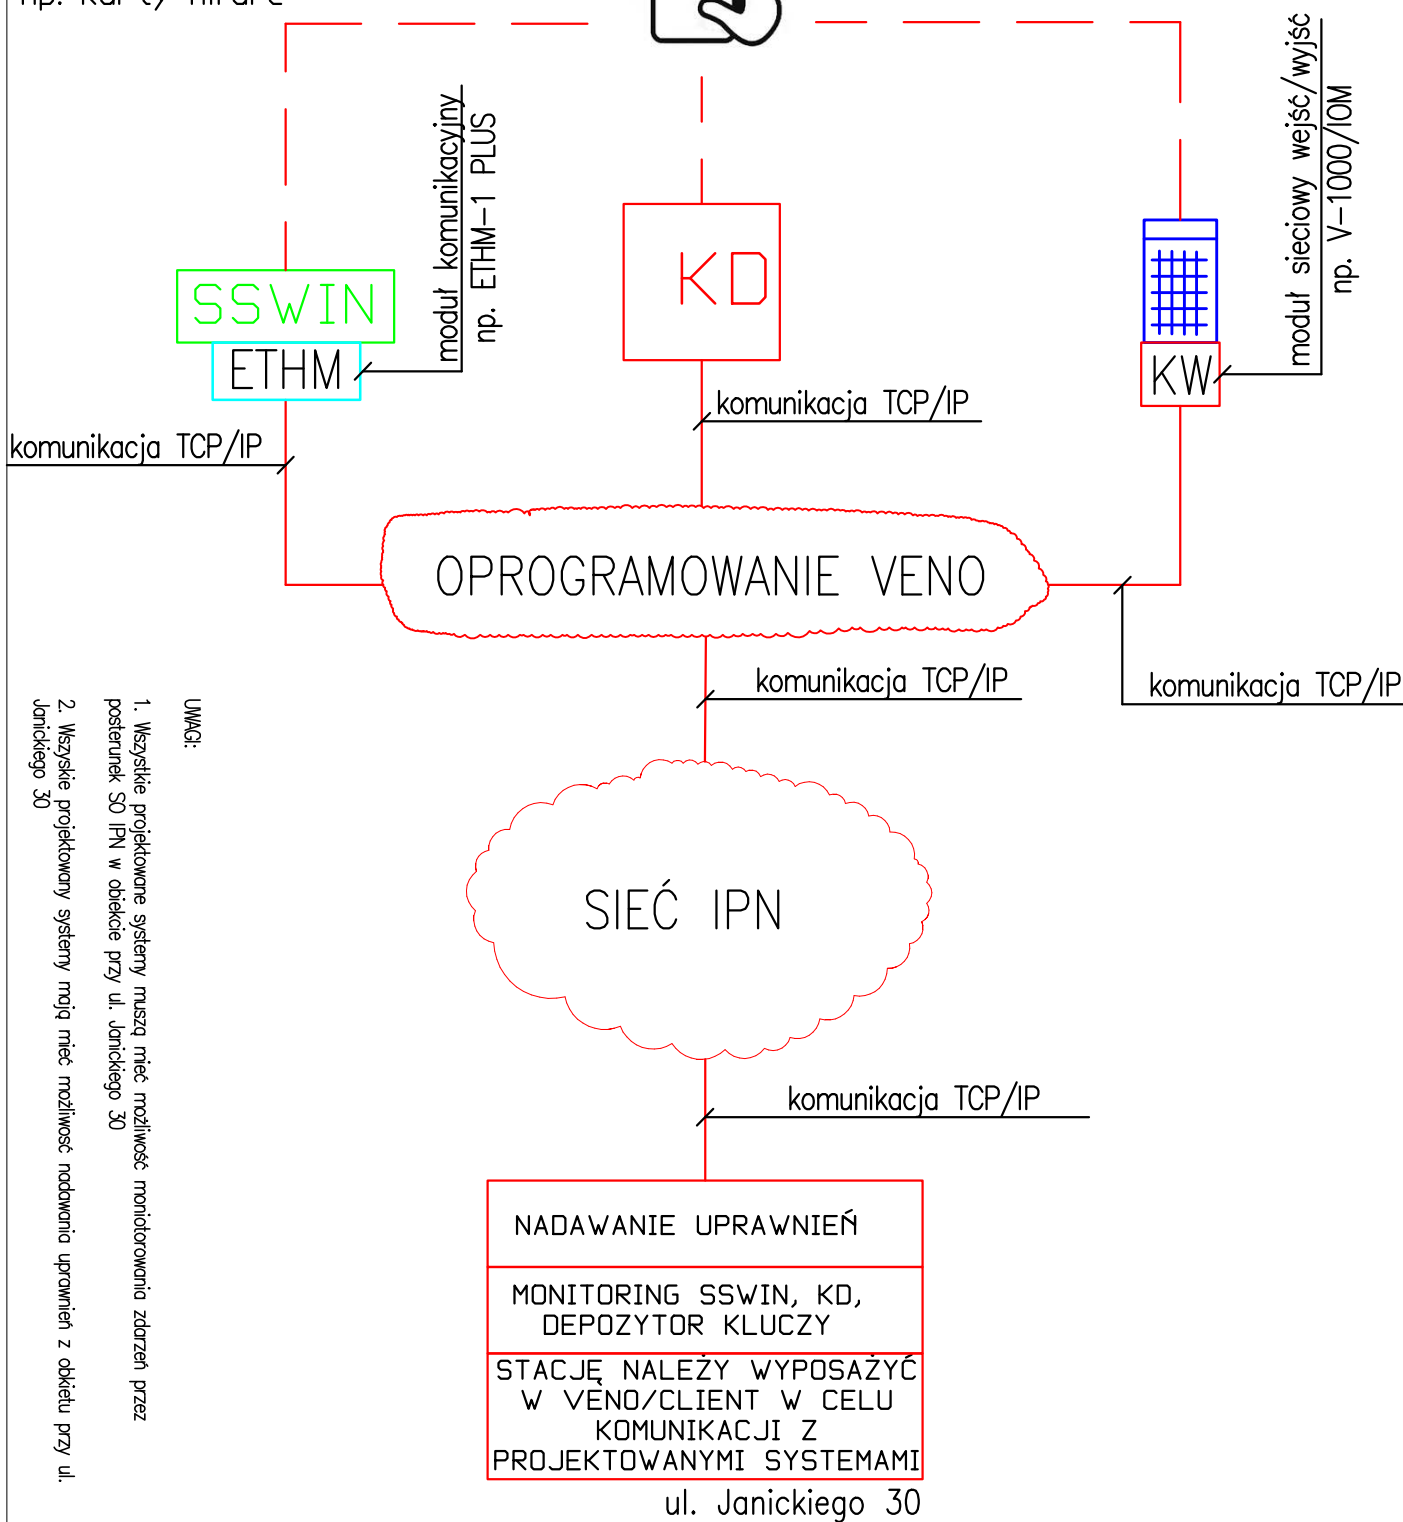 np. Karty Mifare
moduł komunikacyjny
np. ETHM-1 PLUS
moduł sieciowy wejść/wyjść
np. V-1000/IOM
SSWIN
ETHM
KD
KW
komunikacja TCP/IP
komunikacja TCP/IP
OPROGRAMOWANIE VENO
komunikacja TCP/IP
komunikacja TCP/IP
UWAGI:
1. Wszystkie projektowane systemy muszą mieć możliwość moniotorowania zdarzeń przez
posterunek SO IPN w obiekcie przy ul. Janickiego 30
2. Wszyskie projektowany systemy mają mieć możliwosć nadawania uprawnień z obkietu przy ul.
Janickiego 30
SIEĆ IPN
komunikacja TCP/IP
NADAWANIE UPRAWNIEŃ
MONITORING SSWIN, KD,
DEPOZYTOR KLUCZY
STACJĘ NALEŻY WYPOSAŻYĆ
W VENO/CLIENT W CELU
KOMUNIKACJI Z
PROJEKTOWANYMI SYSTEMAMI
ul. Janickiego 30